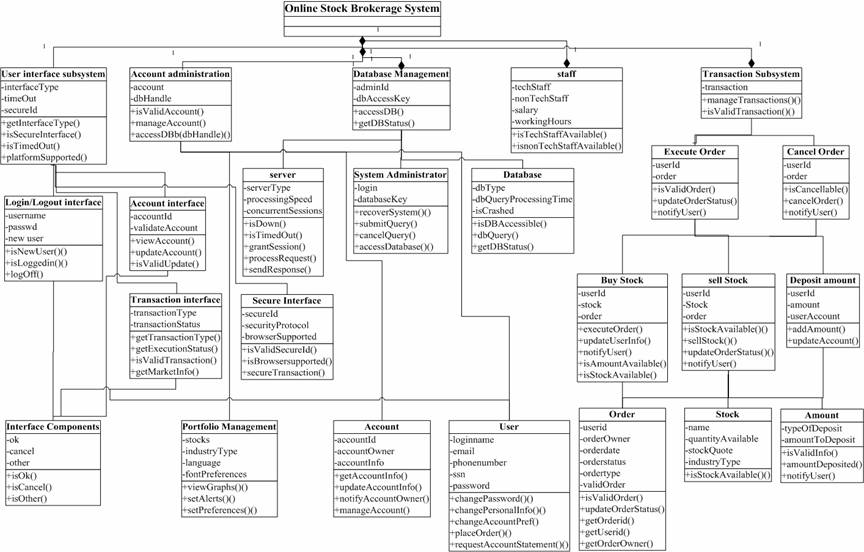 Online Stock Brokerage System
1
1
1
1
1
1
User interface subsystem
-interfaceType
-timeOut
-secureId
+getInterfaceType()()
+isSecureInterface()
+isTimedOut()
+platformSupported()
Account administration
-account
-dbHandle
+isValidAccount()
+manageAccount()
+accessDBb(dbHandle)()
Database Management
-adminId
-dbAccessKey
+accessDB()
+getDBStatus()
staff
-techStaff
-nonTechStaff
-salary
-workingHours
+isTechStaffAvailable()
+isnonTechStaffAvailable()
Transaction Subsystem
-transaction
+manageTransactions()()
+isValidTransaction()()
Execute Order
-userId
-order
+isValidOrder()
+updateOrderStatus()
+notifyUser()
Cancel Order
-userId
-order
+isCancellable()
+cancelOrder()
+notifyUser()
server
-serverType
-processingSpeed
-concurrentSessions
+isDown()
+isTimedOut()
+grantSession()
+processRequest()
+sendResponse()
System Administrator
-login
-databaseKey
+recoverSystem()()
+submitQuery()
+cancelQuery()
+accessDatabase()()
Database
-dbType
-dbQueryProcessingTime
-isCrashed
+isDBAccessible()
+dbQuery()
+getDBStatus()
Login/Logout interface
-username
-passwd
-new user
+isNewUser()()
+isLoggedin()()
+logOff()
Account interface
-accountId
-validateAccount
+viewAccount()
+updateAccount()
+isValidUpdate()
Transaction interface
-transactionType
-transactionStatus
+getTransactionType()
+getExecutionStatus()
+isValidTransaction()
+getMarketInfo()
Secure Interface
-secureId
-securityProtocol
-browserSupported
+isValidSecureId()
+isBrowsersupported()
+secureTransaction()
Buy Stock
-userId
-stock
-order
+executeOrder()
+updateUserInfo()
+notifyUser()
+isAmountAvailable()
+isStockAvailable()
sell Stock
-userId
-Stock
-order
+isStockAvailable()()
+sellStock()()
+updateOrderStatus()()
+notifyUser()
Deposit amount
-userId
-amount
-userAccount
+addAmount()
+updateAccount()
Interface Components
-ok
-cancel
-other
+isOk()
+isCancel()
+isOther()
Portfolio Management
-stocks
-industryType
-language
-fontPreferences
+viewGraphs()()
+setAlerts()()
+setPreferences()()
Account
-accountId
-accountOwner
-accountInfo
+getAccountInfo()
+updateAccountInfo()
+notifyAccountOwner()
+manageAccount()
User
-loginname
-email
-phonenumber
-ssn
-password
+changePassword()()
+changePersonalInfo()()
+changeAccountPref()
+placeOrder()()
+requestAccountStatement()()
Order
-userid
-orderOwner
-orderdate
-orderstatus
-ordertype
-validOrder
+isValidOrder()
+updateOrderStatus()
+getOrderid()
+getUserid()
+getOrderOwner()
Stock
-name
-quantityAvailable
-stockQuote
-industryType
+isStockAvailable()()
Amount
-typeOfDeposit
-amountToDeposit
+isValidInfo()
+amountDeposited()
+notifyUser()